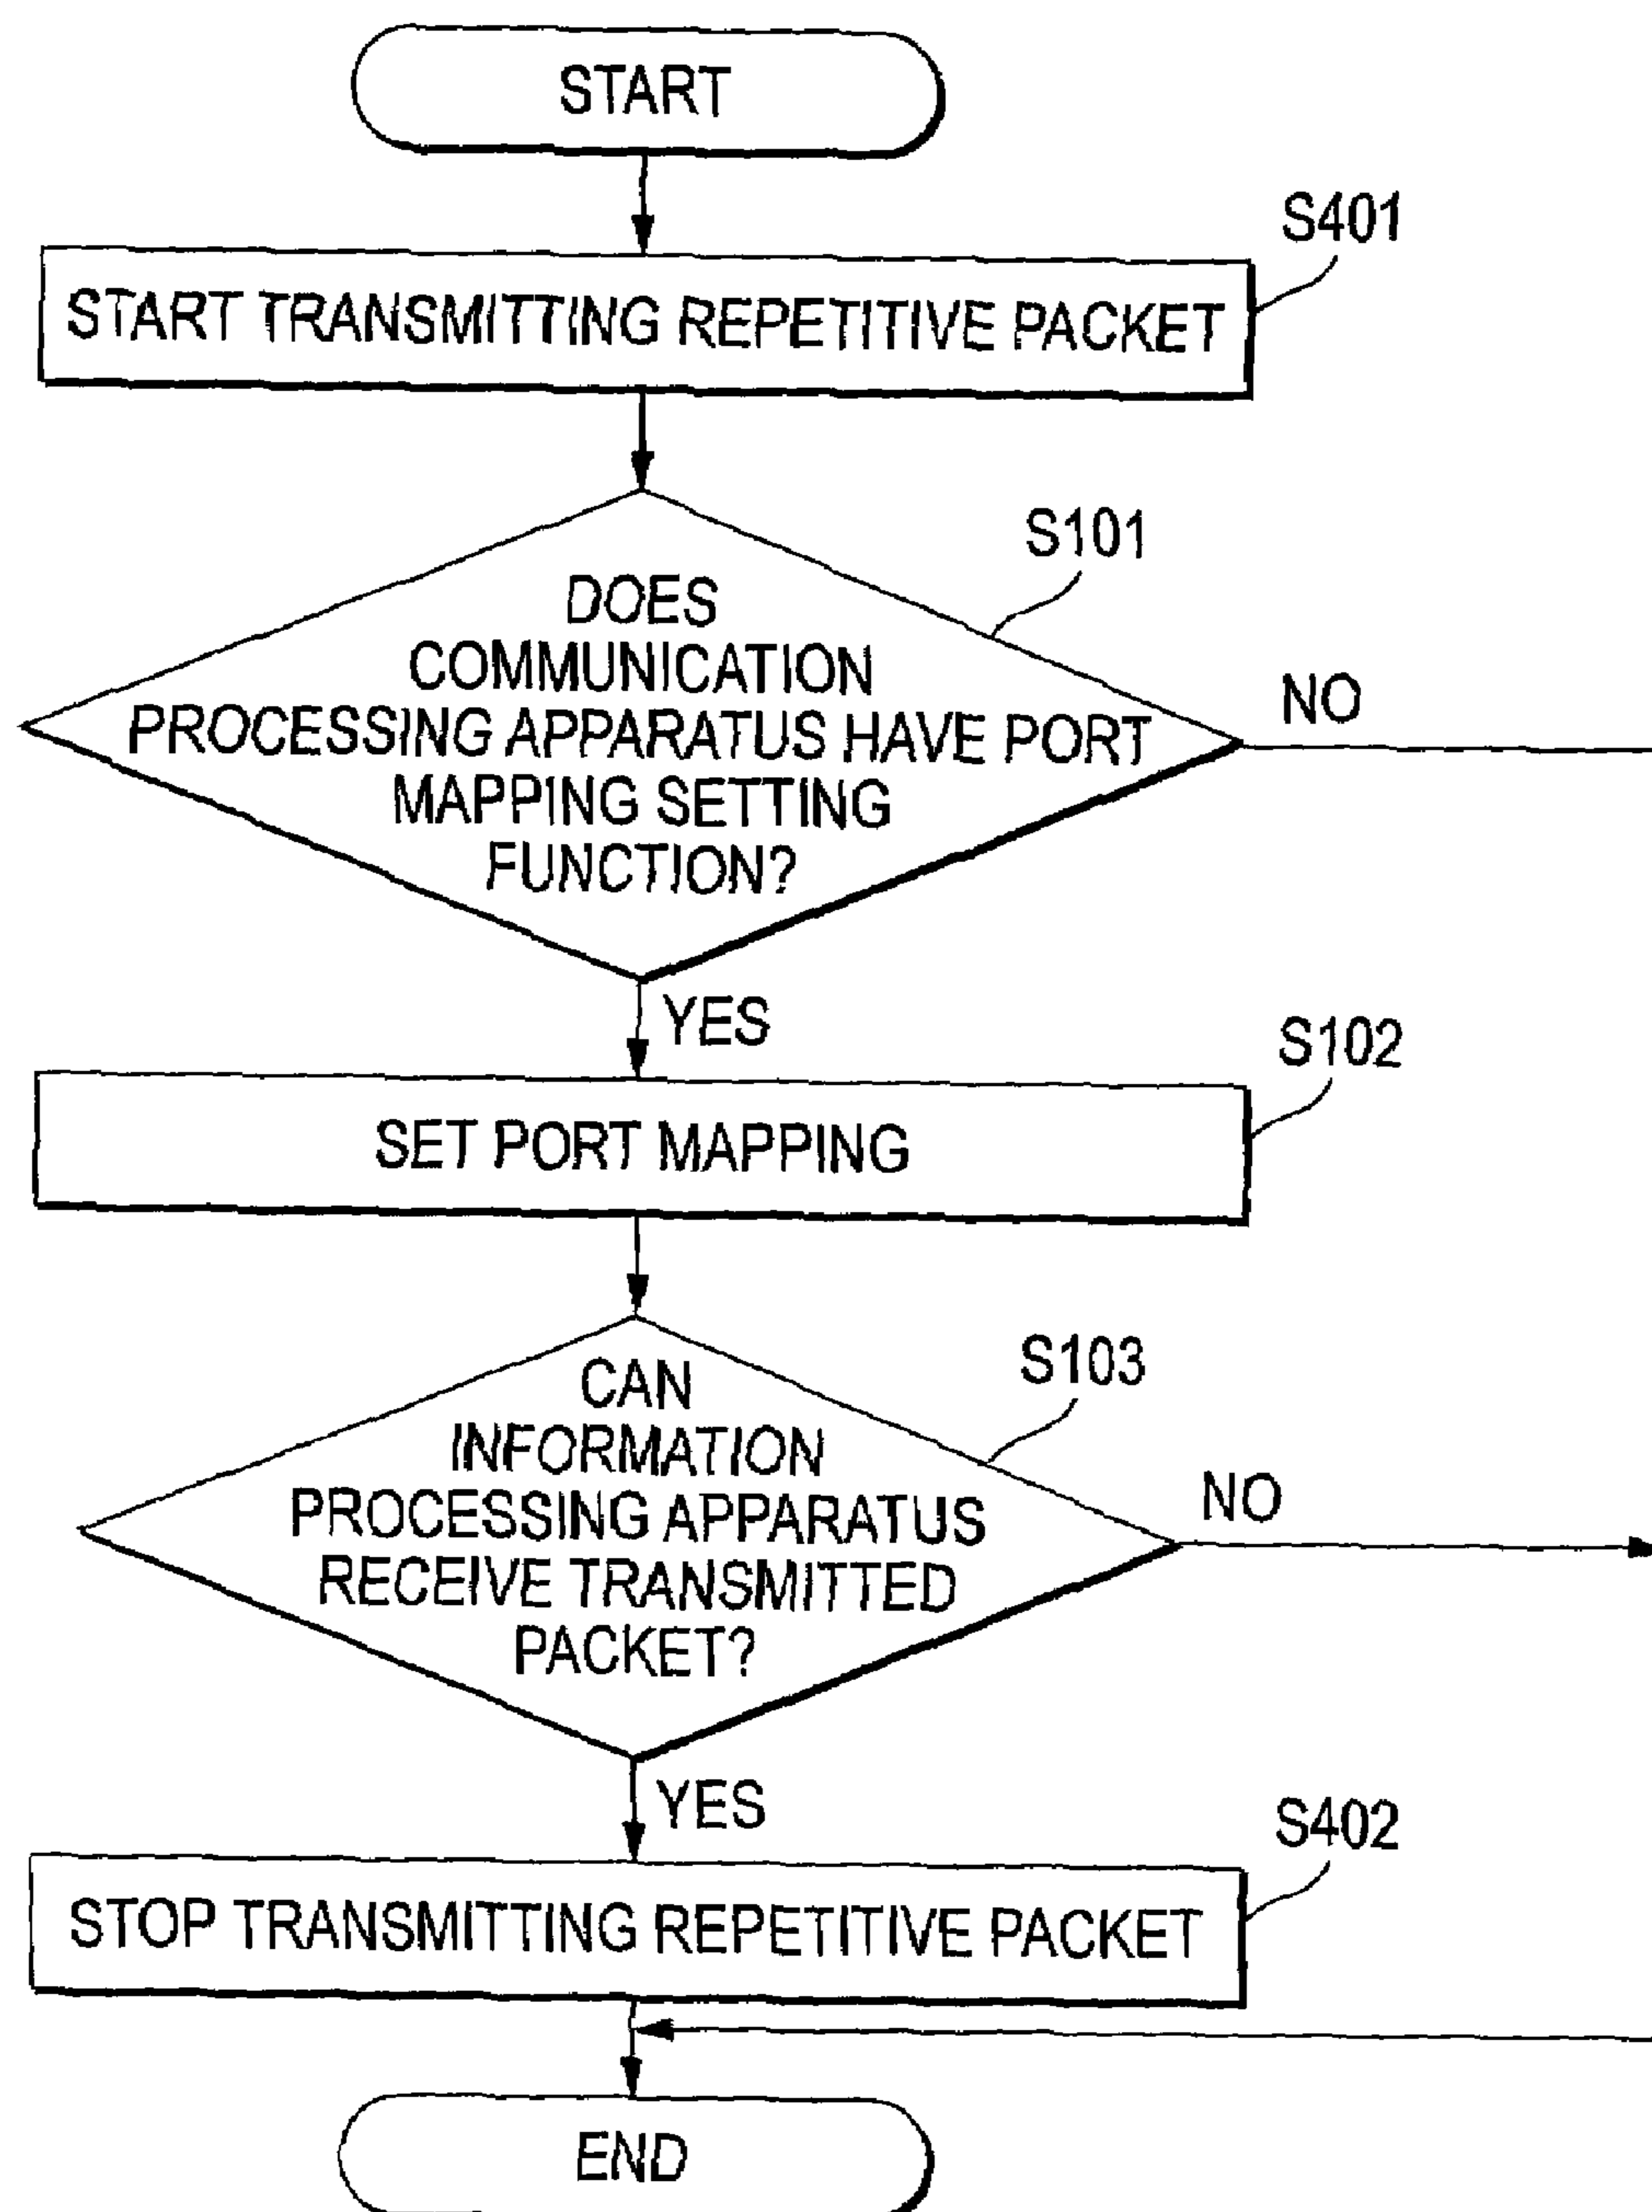 START
S401
START TRANSMITTING REPETITIVE PACKET
S101
DOES
COMMUNICATION
PROCESSING APPARATUS HAVE PORT
MAPPING SETTING
FUNCTION?
NO
YES
S102
SET PORT MAPPING
S103
CAN
INFORMATION
PROCESSING APPARATUS
RECEIVE TRANSMITTED
PACKET?
NO
YES
S402
STOP TRANSMITTING REPETITIVE PACKET
END